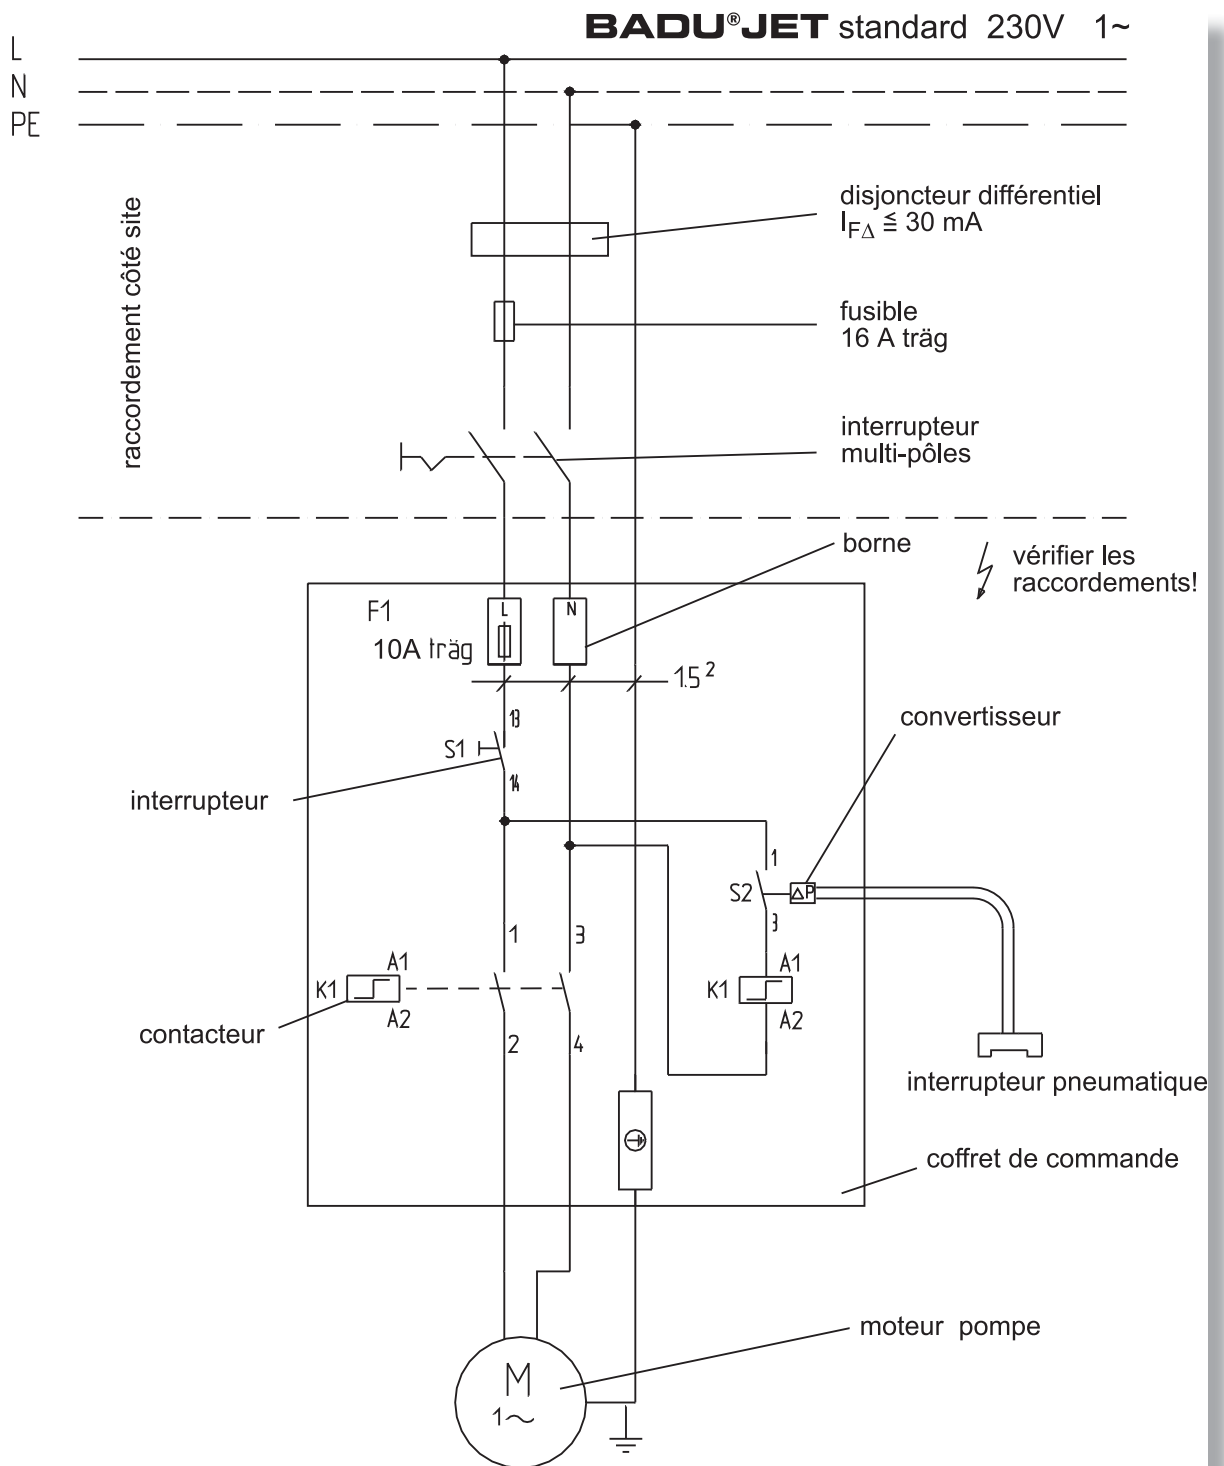 BADU®JET standard 230V 1~
L
N
PE
raccordement côté site
disjoncteur différentiel
IF∆ ≦ 30 mA
fusible
16 A träg
interrupteur
multi-pôles
borne
vérifier les
raccordements!
F1
10A träg
L
N
1.5²
13
S1
14
interrupteur
convertisseur
1
S2
∆P
3
1
3
K1
A1
A2
2
4
K1
A1
A2
contacteur
interrupteur pneumatique
coffret de commande
moteur pompe
M
1~